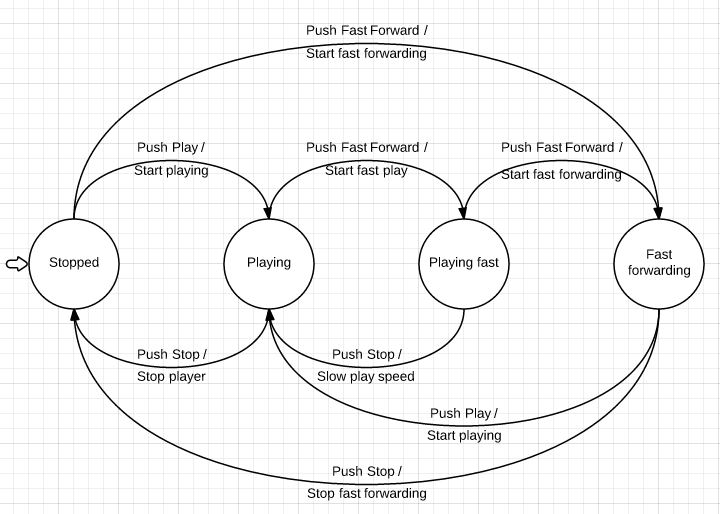 Push Fast Forward /
Start fast forwarding
Push Play /
Start playing
Push Fast Forward /
Start fast play
Push Fast Forward /
Start fast forwarding
Stopped
Playing
Playing fast
Fast
forwarding
Push Stop /
Stop player
Push Stop /
Slow play speed
Push Play /
Start playing
Push Stop /
Stop fast forwarding